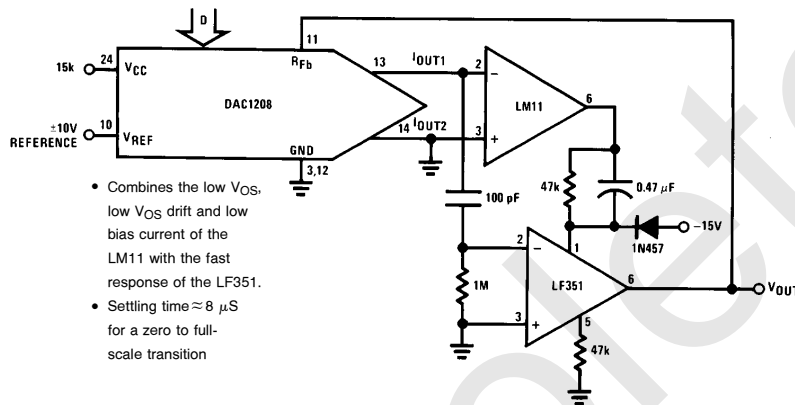 D
11
RFb
24
15k
VCC
DAC1208
13
IOUT1
2
−
LM11
6
±10V
REFERENCE
10
VREF
14
IOUT2
3
+
GND
3,12
47k
0.47 µF
100 pF
−15V
1N457
• Combines the low VOS,
low VOS drift and low
bias current of the
LM11 with the fast
response of the LF351.
• Settling time≈8 µS
for a zero to full-
scale transition
1M
2
−
1
LF351
6
VOUT
3
+
5
47k